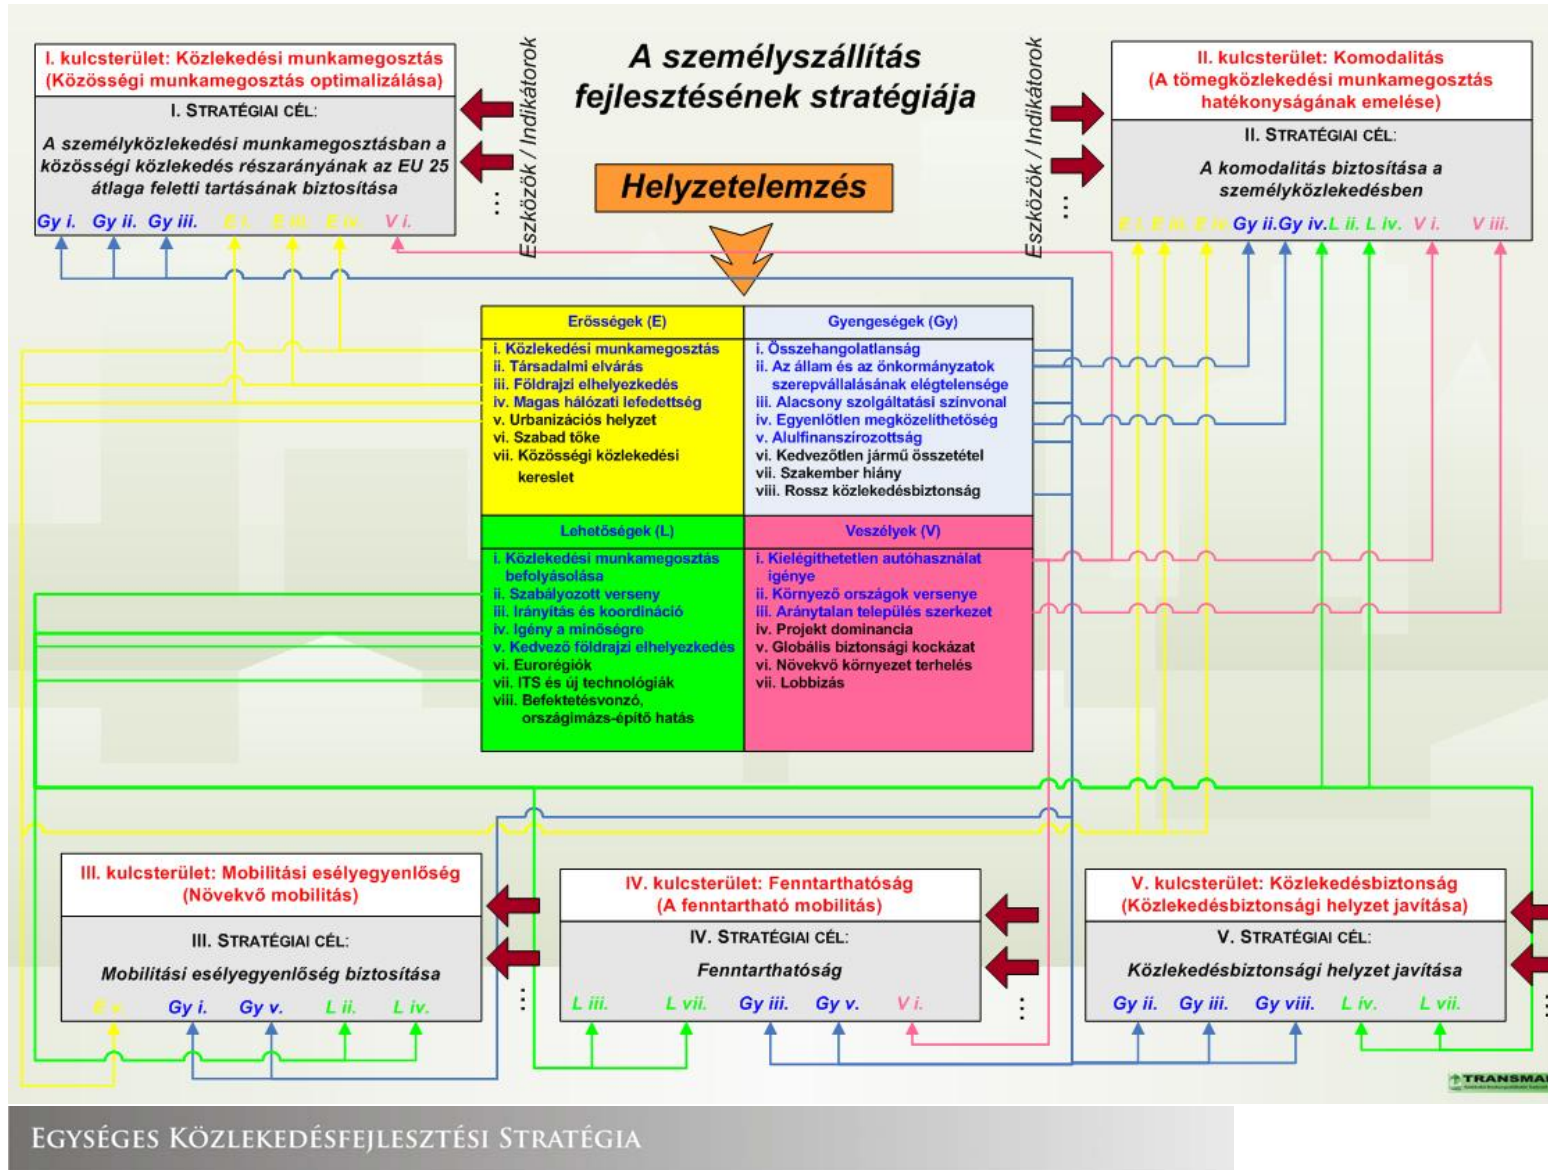 A személyszállítás
fejlesztésének stratégiája
Helyzetelemzés
I. kulcsterület: Közlekedési munkamegosztás
(Közösségi munkamegosztás optimalizálása)
I. STRATÉGIAI CÉL:
A személyközlekedési munkamegosztásban a
közösségi közlekedés részarányának az EU 25
átlaga feletti tartásának biztosítása
Gy i. Gy ii. Gy iii. E i. E iii. E iv. V i.
Eszközök / Indikátorok
...
Eszközök / Indikátorok
...
II. kulcsterület: Komodalitás
(A tömegközlekedési munkamegosztás
hatékonyságának emelése)
II. STRATÉGIAI CÉL:
A komodalitás biztosítása a
személyközlekedésben
E i. E iii. E iv. Gy ii. Gy iv. L ii. L iv. V i. V iii.
Erősségek (E)
i. Közlekedési munkamegosztás
ii. Társadalmi elvárás
iii. Földrajzi elhelyezkedés
iv. Magas hálózati lefedettség
v. Urbanizációs helyzet
vi. Szabad tőke
vii. Közösségi közlekedési
kereslet
Gyengeségek (Gy)
i. Összehangolatlanság
ii. Az állam és az önkormányzatok
szerepvállalásának elégtelensége
iii. Alacsony szolgáltatási színvonal
iv. Egyenlőtlen megközelíthetőség
v. Alulfinanszírozottság
vi. Kedvezőtlen jármű összetétel
vii. Szakember hiány
viii. Rossz közlekedésbiztonság
Lehetőségek (L)
i. Közlekedési munkamegosztás
befolyásolása
ii. Szabályozott verseny
iii. Irányítás és koordináció
iv. Igény a minőségre
v. Kedvező földrajzi elhelyezkedés
vi. Eurorégiók
vii. ITS és új technológiák
viii. Befektetésvonzó,
országimázs-építő hatás
Veszélyek (V)
i. Kielégíthetetlen autóhasználat
igénye
ii. Környező országok versenye
iii. Aránytalan település szerkezet
iv. Projekt dominancia
v. Globális biztonsági kockázat
vi. Növekvő környezet terhelés
vii. Lobbizás
III. kulcsterület: Mobilitási esélyegyenlőség
(Növekvő mobilitás)
III. STRATÉGIAI CÉL:
Mobilitási esélyegyenlőség biztosítása
E v. Gy i. Gy v. L ii. L iv.
...
IV. kulcsterület: Fenntarthatóság
(A fenntartható mobilitás)
IV. STRATÉGIAI CÉL:
Fenntarthatóság
L iii. L vii. Gy iii. Gy v. V i.
...
V. kulcsterület: Közlekedésbiztonság
(Közlekedésbiztonsági helyzet javítása)
V. STRATÉGIAI CÉL:
Közlekedésbiztonsági helyzet javítása
Gy ii. Gy iii. Gy viii. L iv. L vii.
...
EGYSÉGES KÖZLEKEDÉSFEJLESZTÉSI STRATÉGIA